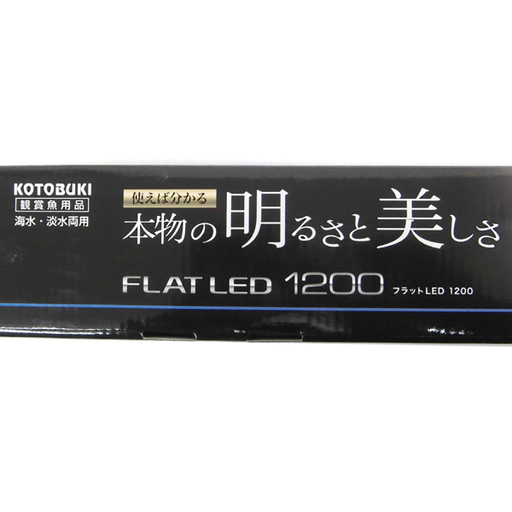 KOTOBUKI
観賞魚用品
海水・淡水両用
使えば分かる
本物の明るさと美しさ
FLAT LED 1200
フラットLED 1200